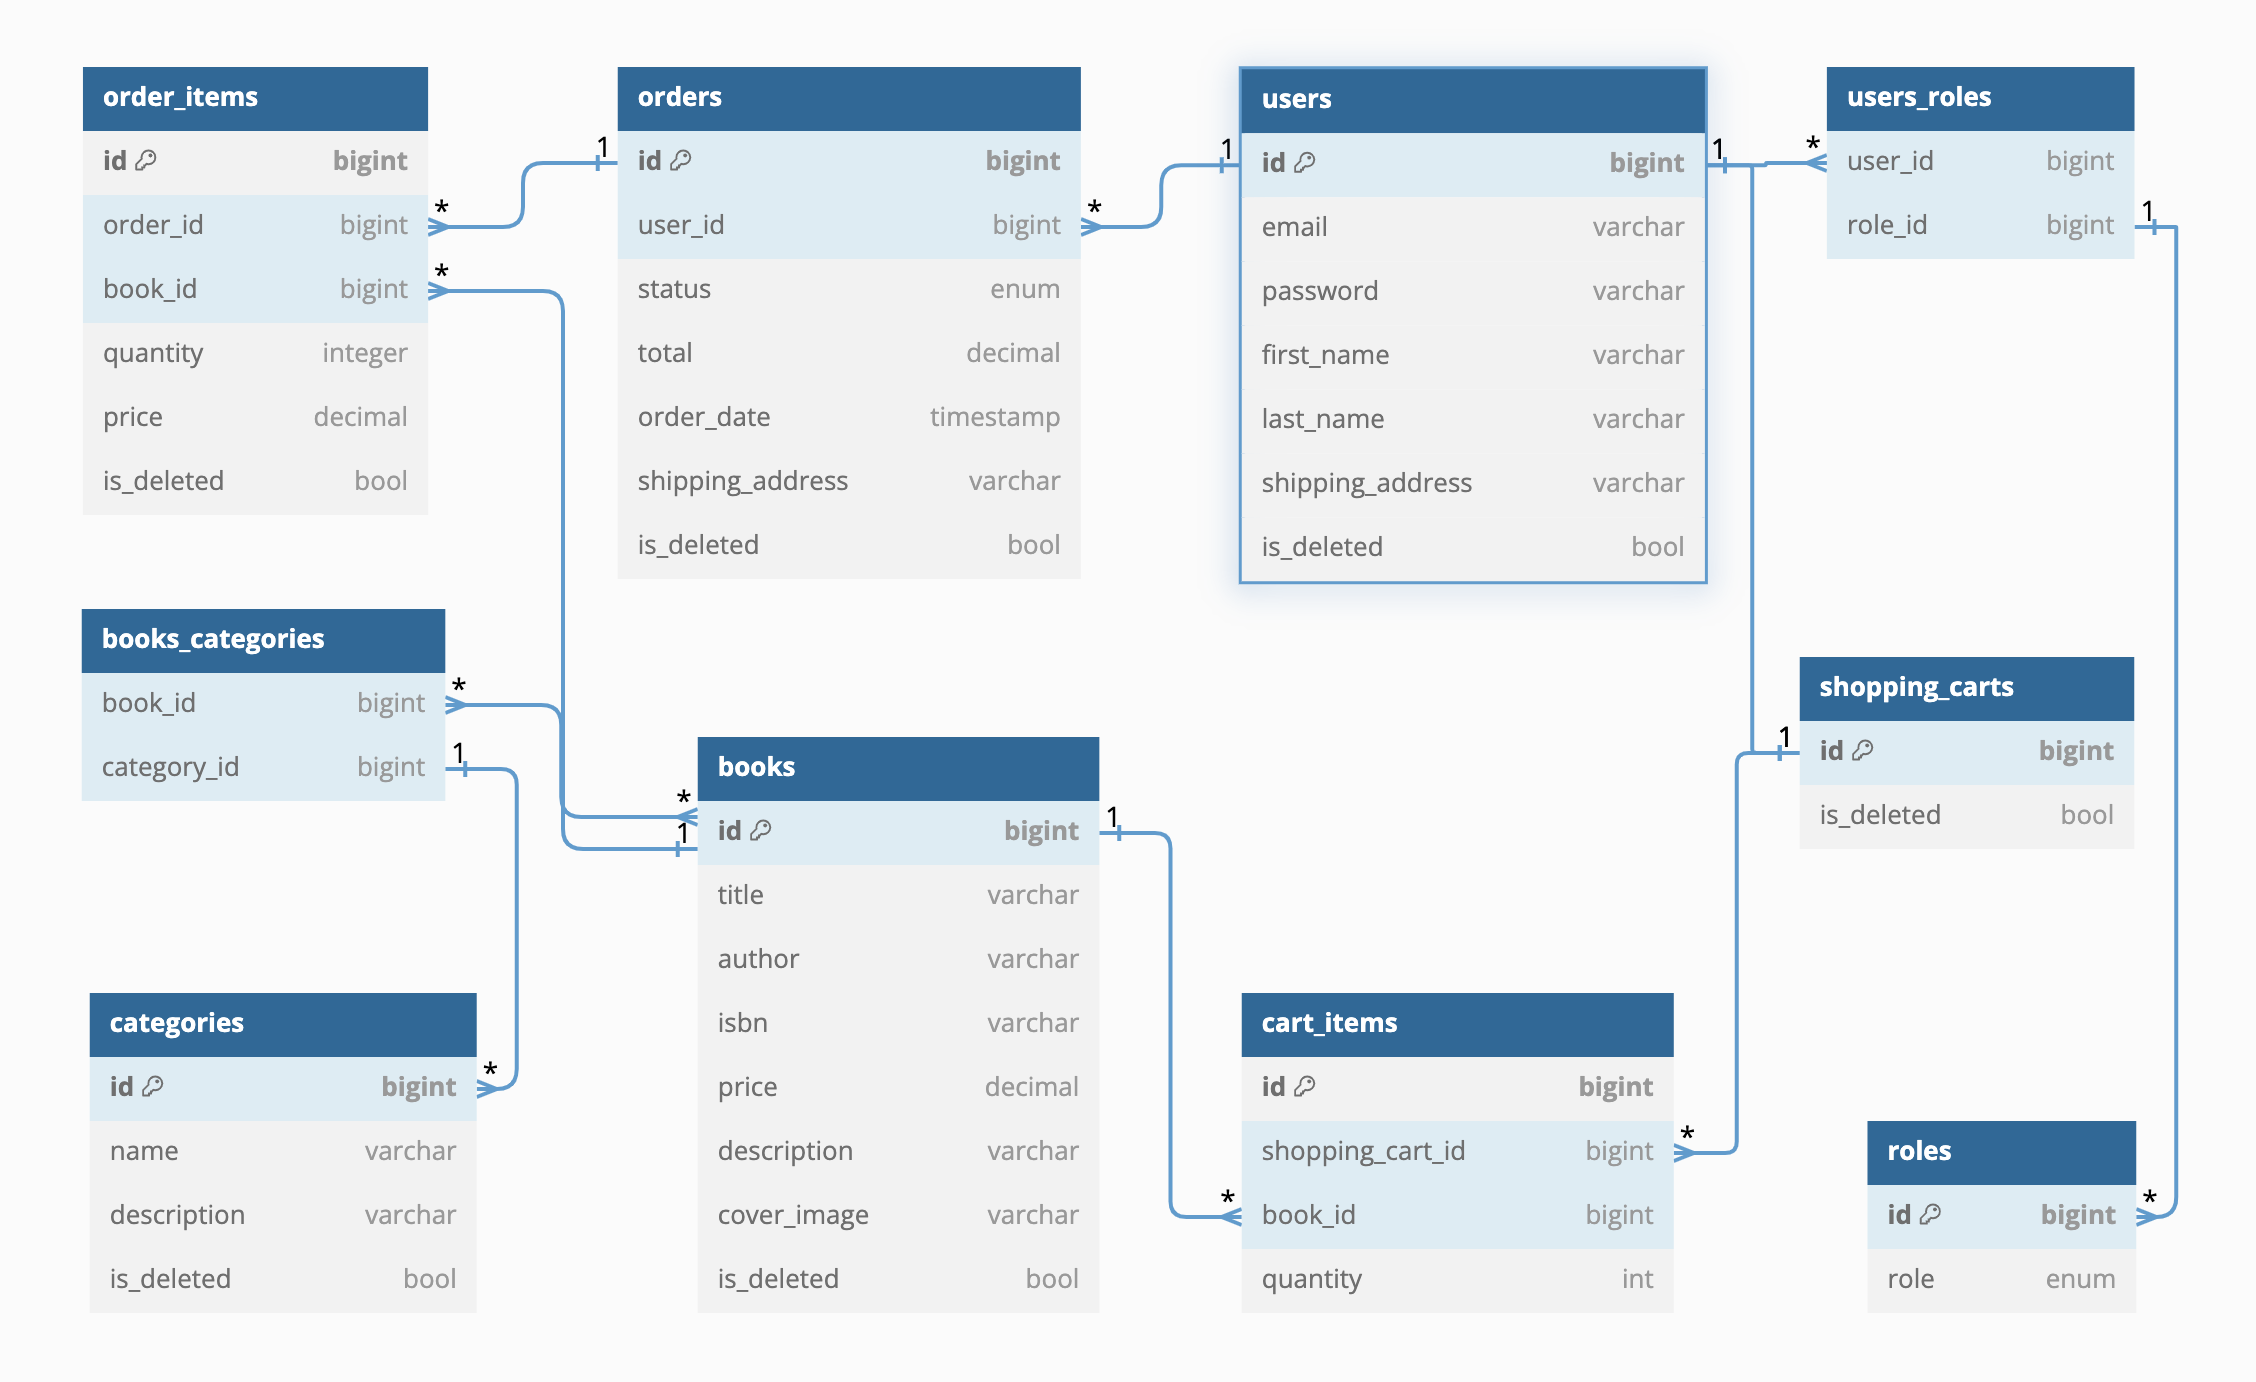 order_items
id bigint
order_id bigint
book_id bigint
quantity integer
price decimal
is_deleted bool
1
*
*
orders
id bigint
user_id bigint
status enum
total decimal
order_date timestamp
shipping_address varchar
is_deleted bool
1
*
users
id bigint
email varchar
password varchar
first_name varchar
last_name varchar
shipping_address varchar
is_deleted bool
1
*
users_roles
user_id bigint
role_id bigint
1
books_categories
book_id bigint
category_id bigint
*
1
categories
id bigint
name varchar
description varchar
is_deleted bool
*
*
1
books
id bigint
title varchar
author varchar
isbn varchar
price decimal
description varchar
cover_image varchar
is_deleted bool
1
*
cart_items
id bigint
shopping_cart_id bigint
book_id bigint
quantity int
*
1
shopping_carts
id bigint
is_deleted bool
roles
id bigint
role enum
*